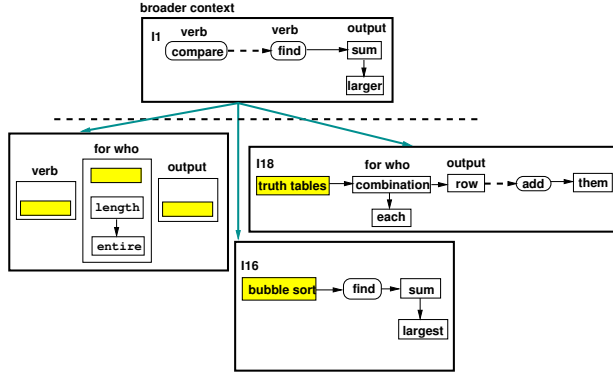 broader context
I1
verb
verb
output
compare
find
sum
larger
for who
verb
output
length
entire
I18
for who
output
truth tables
combination
row
add
them
each
I16
bubble sort
find
sum
largest